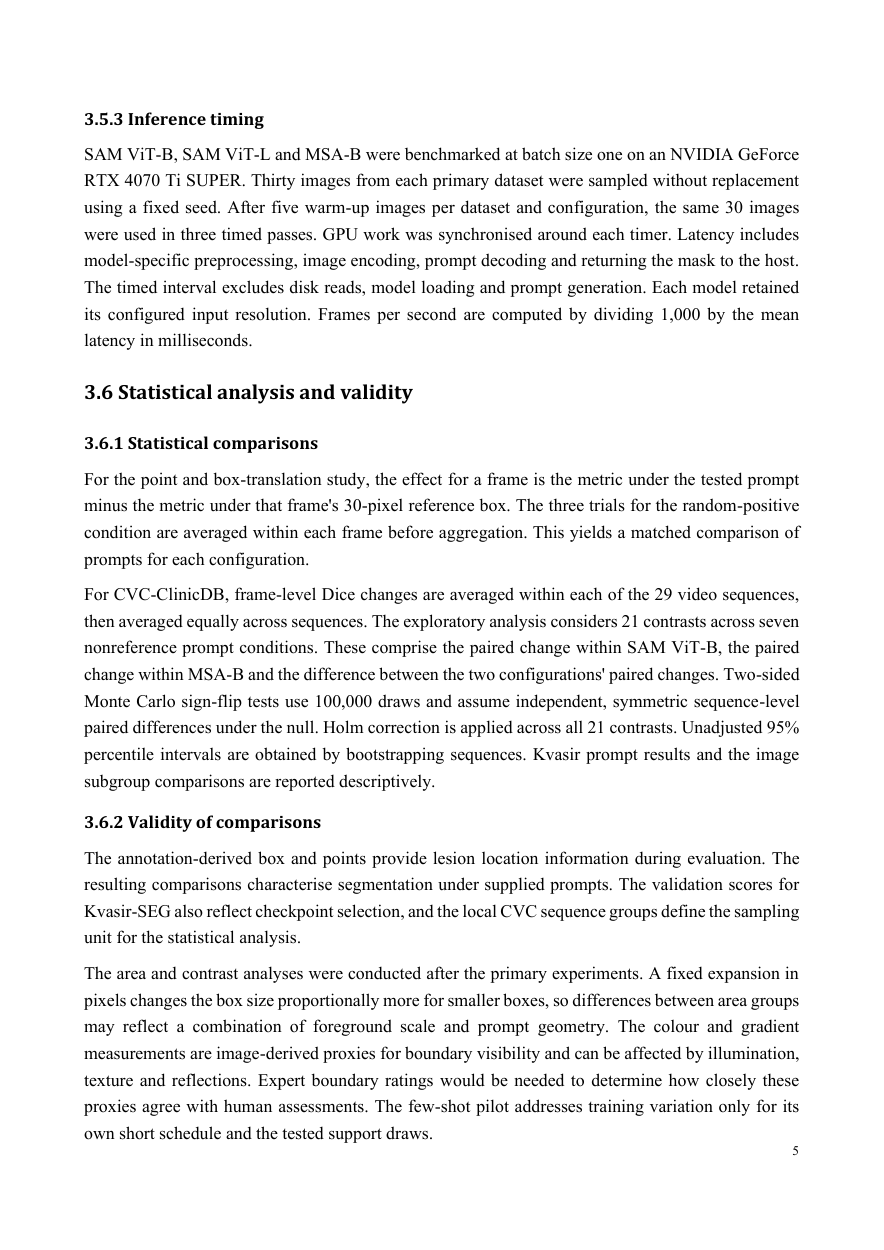 3.5.3 Inference timing
SAM ViT-B, SAM ViT-L and MSA-B were benchmarked at batch size one on an NVIDIA GeForce
RTX 4070 Ti SUPER. Thirty images from each primary dataset were sampled without replacement
using a fixed seed. After five warm-up images per dataset and configuration, the same 30 images
were used in three timed passes. GPU work was synchronised around each timer. Latency includes
model-specific preprocessing, image encoding, prompt decoding and returning the mask to the host.
The timed interval excludes disk reads, model loading and prompt generation. Each model retained
its configured input resolution. Frames per second are computed by dividing 1,000 by the mean
latency in milliseconds.
3.6 Statistical analysis and validity
3.6.1 Statistical comparisons
For the point and box-translation study, the effect for a frame is the metric under the tested prompt
minus the metric under that frame's 30-pixel reference box. The three trials for the random-positive
condition are averaged within each frame before aggregation. This yields a matched comparison of
prompts for each configuration.
For CVC-ClinicDB, frame-level Dice changes are averaged within each of the 29 video sequences,
then averaged equally across sequences. The exploratory analysis considers 21 contrasts across seven
nonreference prompt conditions. These comprise the paired change within SAM ViT-B, the paired
change within MSA-B and the difference between the two configurations' paired changes. Two-sided
Monte Carlo sign-flip tests use 100,000 draws and assume independent, symmetric sequence-level
paired differences under the null. Holm correction is applied across all 21 contrasts. Unadjusted 95%
percentile intervals are obtained by bootstrapping sequences. Kvasir prompt results and the image
subgroup comparisons are reported descriptively.
3.6.2 Validity of comparisons
The annotation-derived box and points provide lesion location information during evaluation. The
resulting comparisons characterise segmentation under supplied prompts. The validation scores for
Kvasir-SEG also reflect checkpoint selection, and the local CVC sequence groups define the sampling
unit for the statistical analysis.
The area and contrast analyses were conducted after the primary experiments. A fixed expansion in
pixels changes the box size proportionally more for smaller boxes, so differences between area groups
may reflect a combination of foreground scale and prompt geometry. The colour and gradient
measurements are image-derived proxies for boundary visibility and can be affected by illumination,
texture and reflections. Expert boundary ratings would be needed to determine how closely these
proxies agree with human assessments. The few-shot pilot addresses training variation only for its
own short schedule and the tested support draws.
5